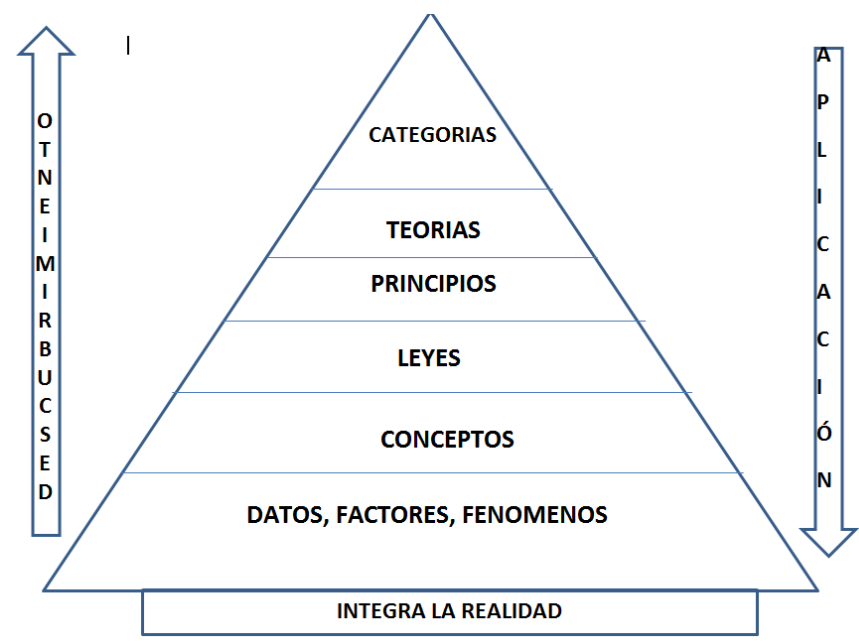 DESCUBRIMIENTO
CATEGORIAS
TEORIAS
PRINCIPIOS
LEYES
CONCEPTOS
DATOS, FACTORES, FENOMENOS
INTEGRA LA REALIDAD
APLICACIÓN